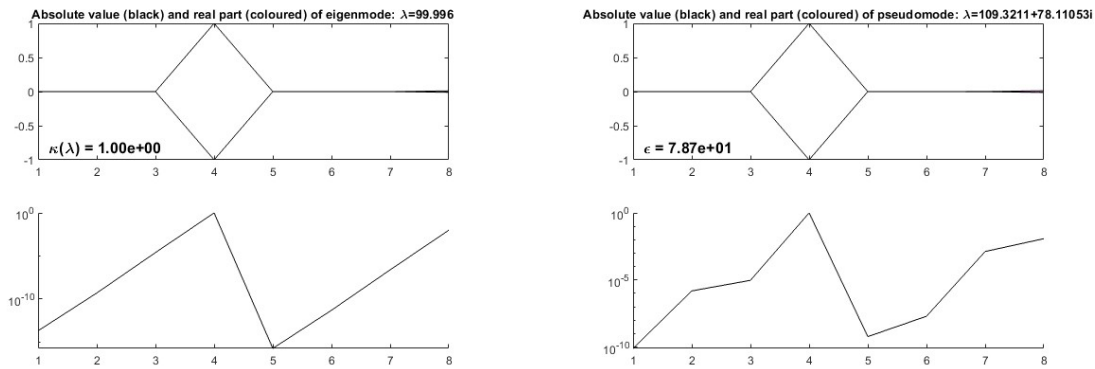 Absolute value (black) and real part (coloured) of eigenmode: λ=99.996
1
0.5
0
-0.5
-1
κ(λ) = 1.00e+00
1 2 3 4 5 6 7 8
10^0
10^-10
1 2 3 4 5 6 7 8
Absolute value (black) and real part (coloured) of pseudomode: λ=109.3211+78.11053i
1
0.5
0
-0.5
-1
ϵ = 7.87e+01
1 2 3 4 5 6 7 8
10^0
10^-5
10^-10
1 2 3 4 5 6 7 8